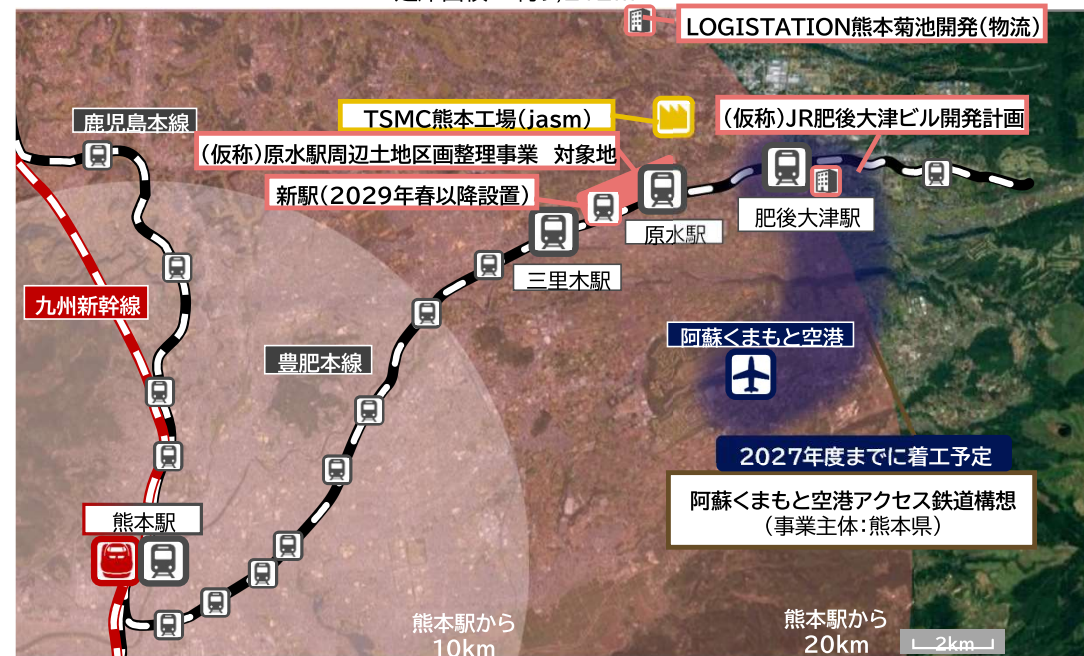 LOGISTATION熊本菊池開発(物流)
鹿児島本線
TSMC熊本工場(jasm)
(仮称)JR肥後大津ビル開発計画
(仮称)原水駅周辺土地区画整理事業　対象地
新駅(2029年春以降設置)
原水駅
肥後大津駅
三里木駅
九州新幹線
豊肥本線
阿蘇くまもと空港
2027年度までに着工予定
阿蘇くまもと空港アクセス鉄道構想
(事業主体:熊本県)
熊本駅
熊本駅から
10km
熊本駅から
20km
2km